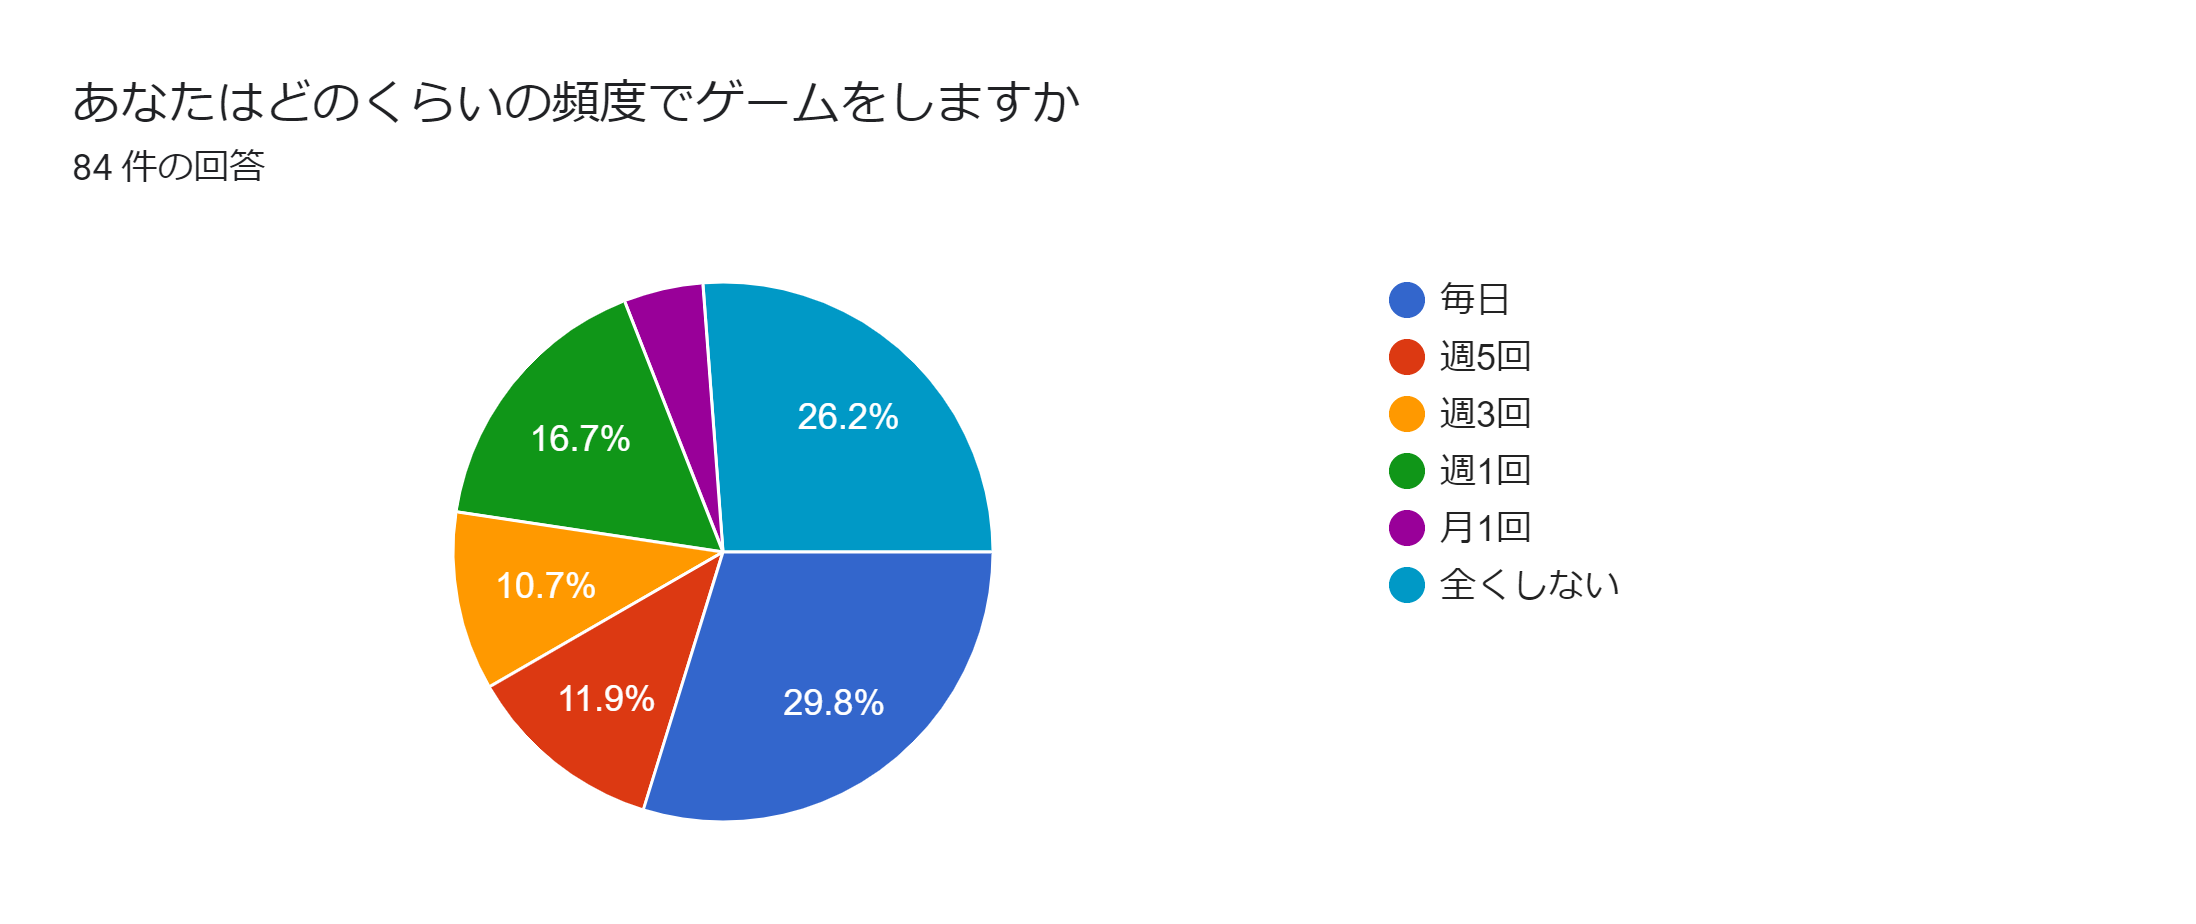 あなたはどのくらいの頻度でゲームをしますか
84 件の回答
26.2%
16.7%
10.7%
11.9%
29.8%
毎日
週5回
週3回
週1回
月1回
全くしない